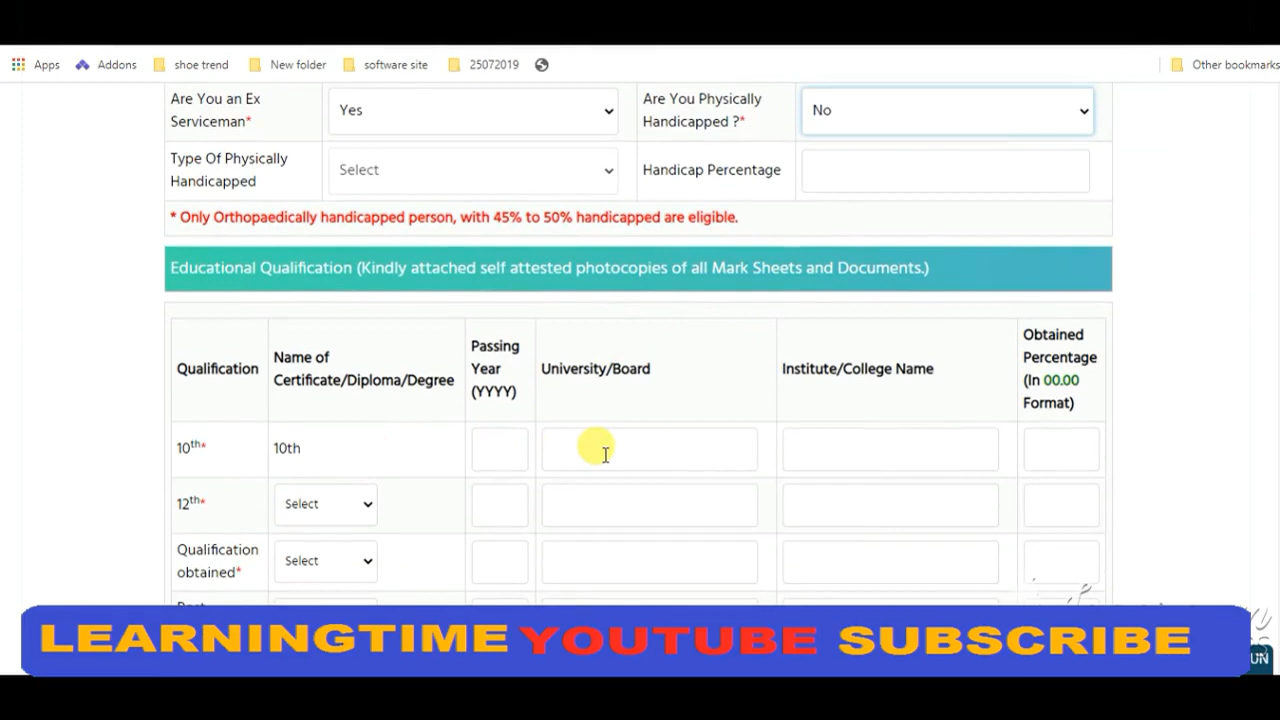 Apps Addons shoe trend New folder software site 25072019 Other bookmarks
Are You an Ex
Serviceman*
Yes
Are You Physically
Handicapped ?*
No
Type Of Physically
Handicapped
Select
Handicap Percentage
* Only Orthopaedically handicapped person, with 45% to 50% handicapped are eligible.
Educational Qualification (Kindly attached self attested photocopies of all Mark Sheets and Documents.)
Qualification
Name of
Certificate/Diploma/Degree
Passing
Year
(YYYY)
University/Board
Institute/College Name
Obtained
Percentage
(In 00.00
Format)
10th*
10th
12th*
Select
Qualification
obtained*
Select
LEARNINGTIME YOUTUBE SUBSCRIBE